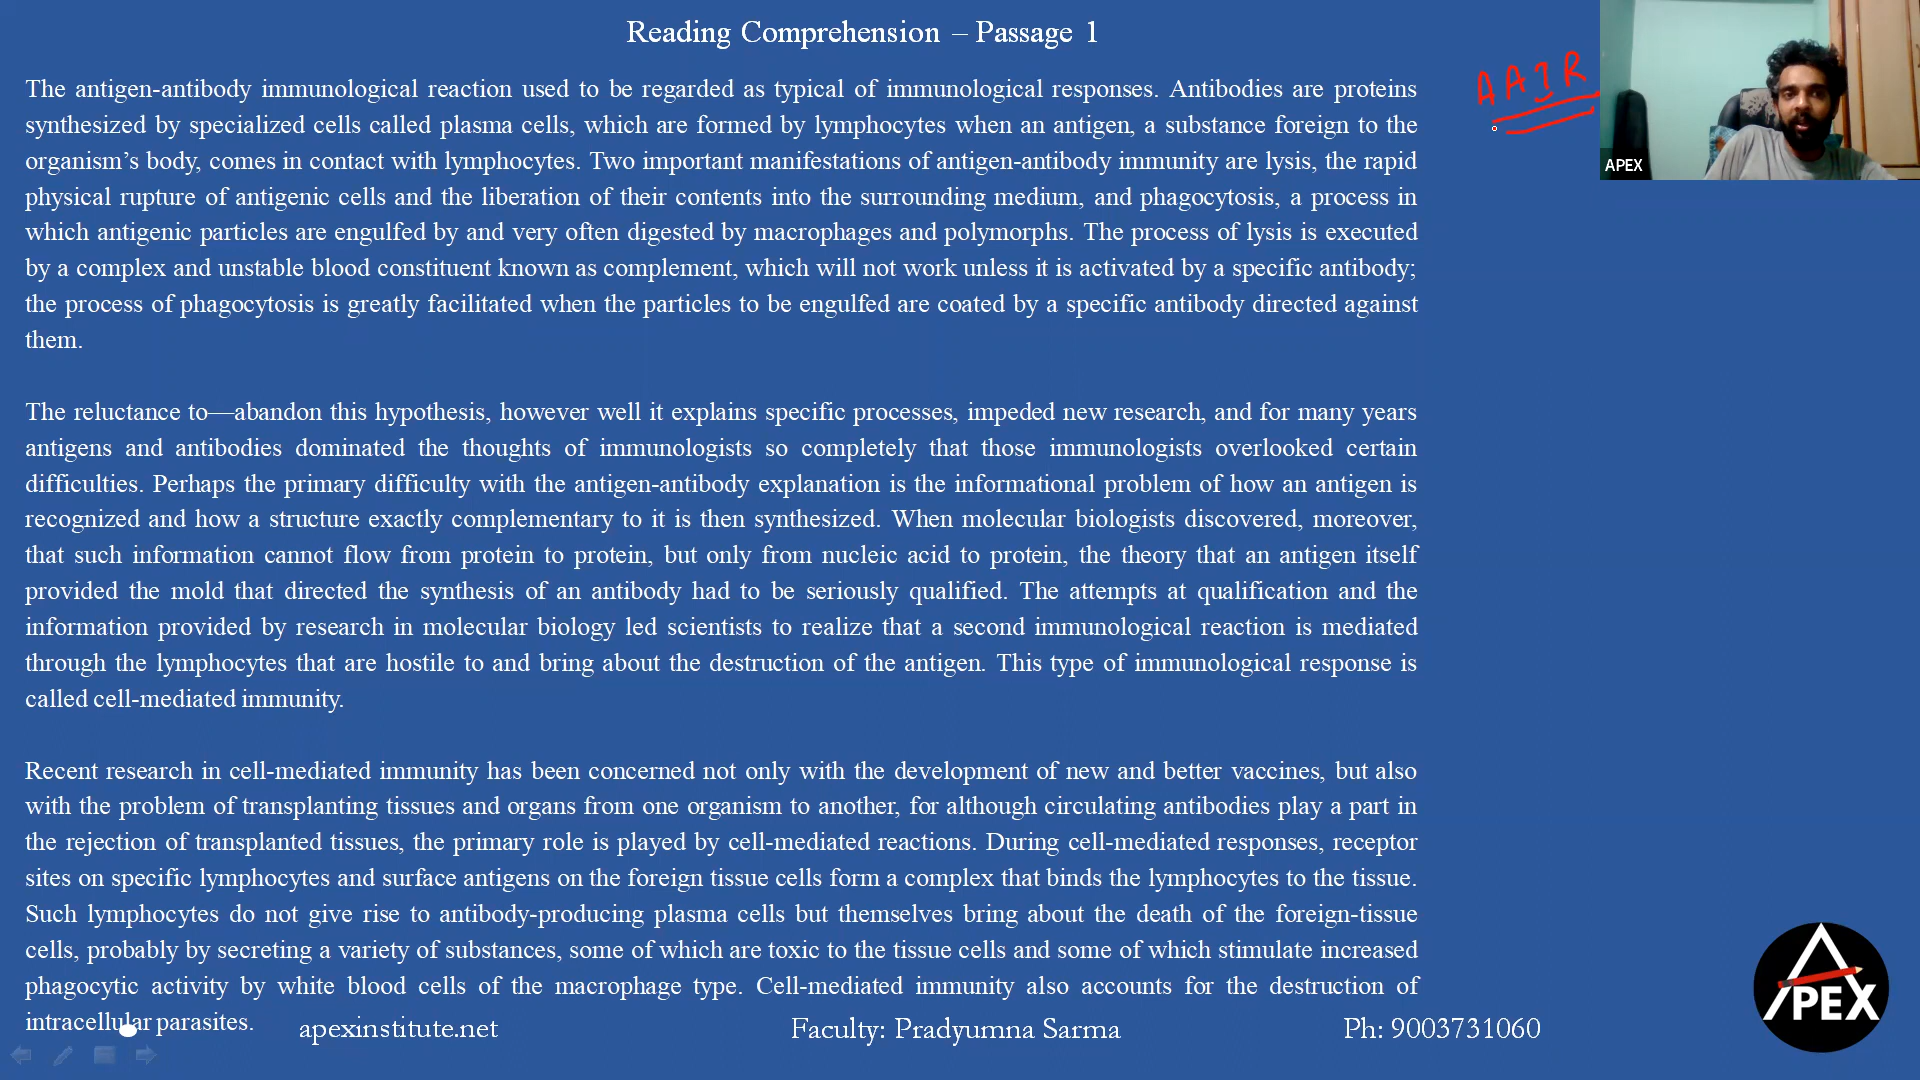 Reading Comprehension – Passage 1
AAIR
APEX
The antigen-antibody immunological reaction used to be regarded as typical of immunological responses. Antibodies are proteins
synthesized by specialized cells called plasma cells, which are formed by lymphocytes when an antigen, a substance foreign to the
organism’s body, comes in contact with lymphocytes. Two important manifestations of antigen-antibody immunity are lysis, the rapid
physical rupture of antigenic cells and the liberation of their contents into the surrounding medium, and phagocytosis, a process in
which antigenic particles are engulfed by and very often digested by macrophages and polymorphs. The process of lysis is executed
by a complex and unstable blood constituent known as complement, which will not work unless it is activated by a specific antibody;
the process of phagocytosis is greatly facilitated when the particles to be engulfed are coated by a specific antibody directed against
them.
The reluctance to—abandon this hypothesis, however well it explains specific processes, impeded new research, and for many years
antigens and antibodies dominated the thoughts of immunologists so completely that those immunologists overlooked certain
difficulties. Perhaps the primary difficulty with the antigen-antibody explanation is the informational problem of how an antigen is
recognized and how a structure exactly complementary to it is then synthesized. When molecular biologists discovered, moreover,
that such information cannot flow from protein to protein, but only from nucleic acid to protein, the theory that an antigen itself
provided the mold that directed the synthesis of an antibody had to be seriously qualified. The attempts at qualification and the
information provided by research in molecular biology led scientists to realize that a second immunological reaction is mediated
through the lymphocytes that are hostile to and bring about the destruction of the antigen. This type of immunological response is
called cell-mediated immunity.
Recent research in cell-mediated immunity has been concerned not only with the development of new and better vaccines, but also
with the problem of transplanting tissues and organs from one organism to another, for although circulating antibodies play a part in
the rejection of transplanted tissues, the primary role is played by cell-mediated reactions. During cell-mediated responses, receptor
sites on specific lymphocytes and surface antigens on the foreign tissue cells form a complex that binds the lymphocytes to the tissue.
Such lymphocytes do not give rise to antibody-producing plasma cells but themselves bring about the death of the foreign-tissue
cells, probably by secreting a variety of substances, some of which are toxic to the tissue cells and some of which stimulate increased
phagocytic activity by white blood cells of the macrophage type. Cell-mediated immunity also accounts for the destruction of
intracellular parasites.
apexinstitute.net Faculty: Pradyumna Sarma Ph: 9003731060
APEX